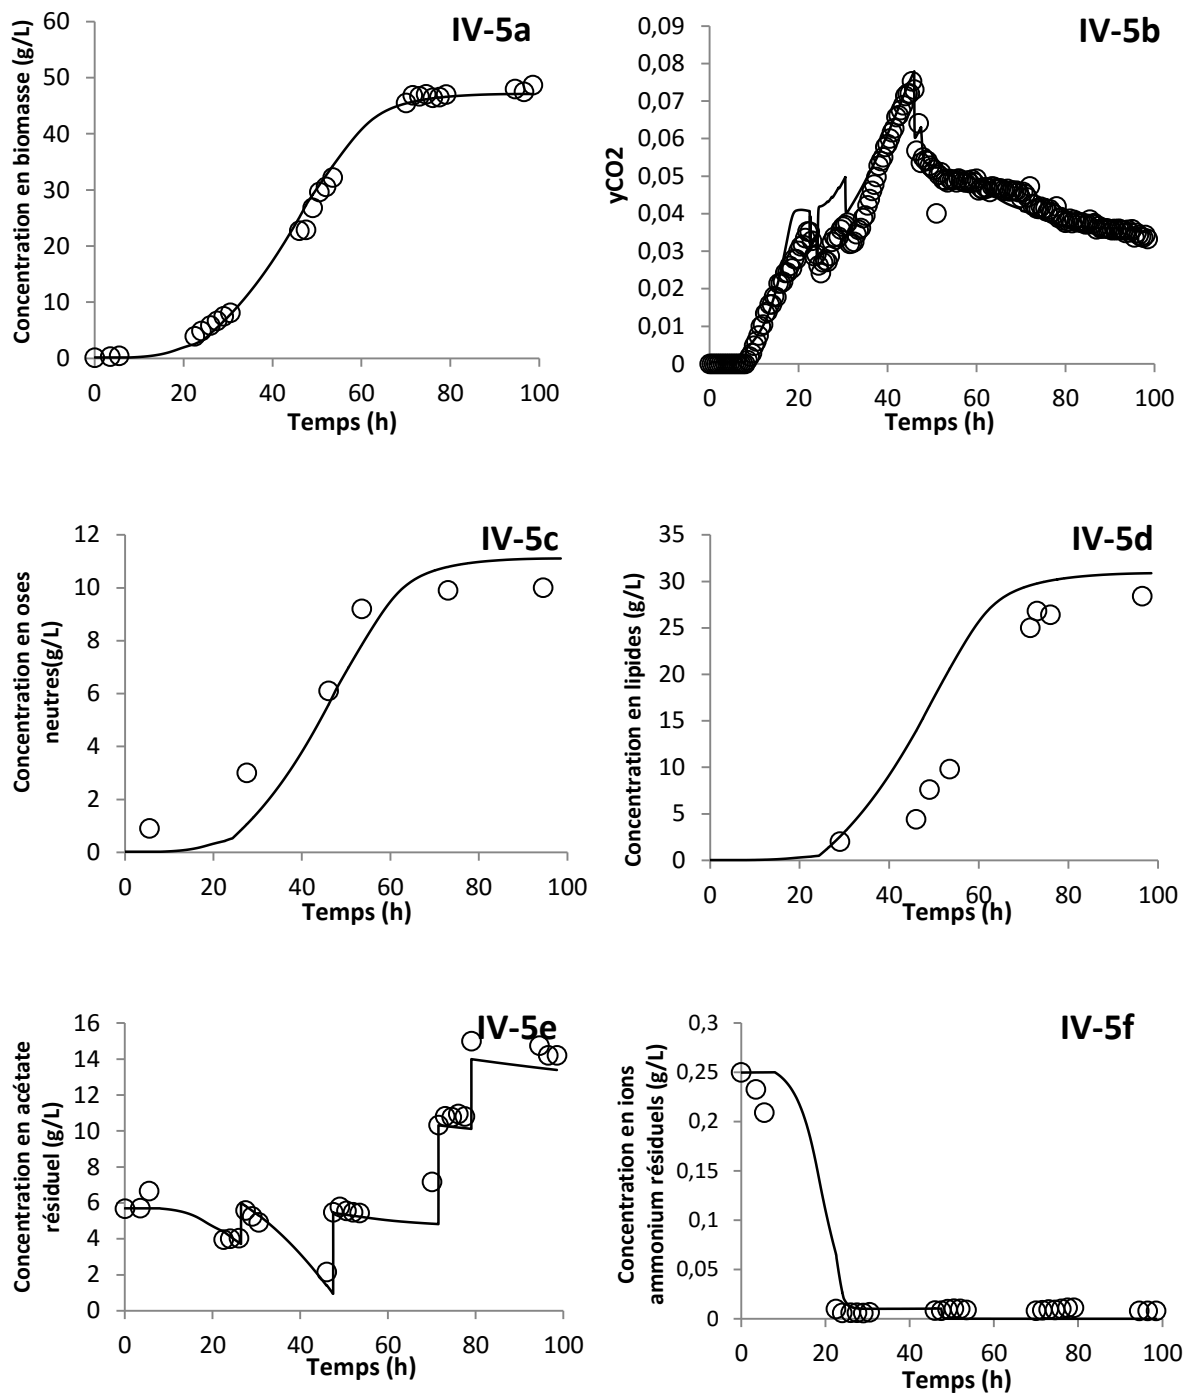 IV-5a
Concentration en biomasse (g/L)
60
50
40
30
20
10
0
0 20 40 60 80 100
Temps (h)
IV-5b
yCO2
0,09
0,08
0,07
0,06
0,05
0,04
0,03
0,02
0,01
0
0 20 40 60 80 100
Temps (h)
IV-5c
Concentration en oses
neutres(g/L)
12
10
8
6
4
2
0
0 20 40 60 80 100
Temps (h)
IV-5d
Concentration en lipides (g/L)
35
30
25
20
15
10
5
0
0 20 40 60 80 100
Temps (h)
IV-5e
Concentration en acétate
résiduel (g/L)
16
14
12
10
8
6
4
2
0
0 20 40 60 80 100
Temps (h)
IV-5f
Concentration en ions
ammonium résiduels (g/L)
0,3
0,25
0,2
0,15
0,1
0,05
0
0 20 40 60 80 100
Temps (h)